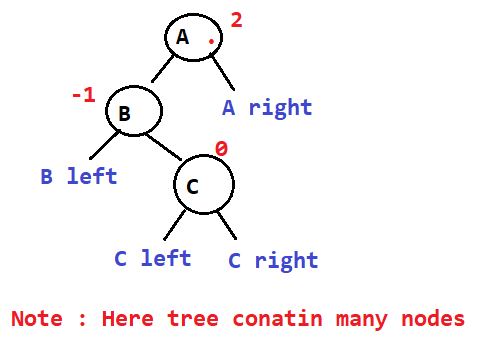 2
A
-1
B
A right
0
B left
C
C left C right
Note : Here tree conatin many nodes